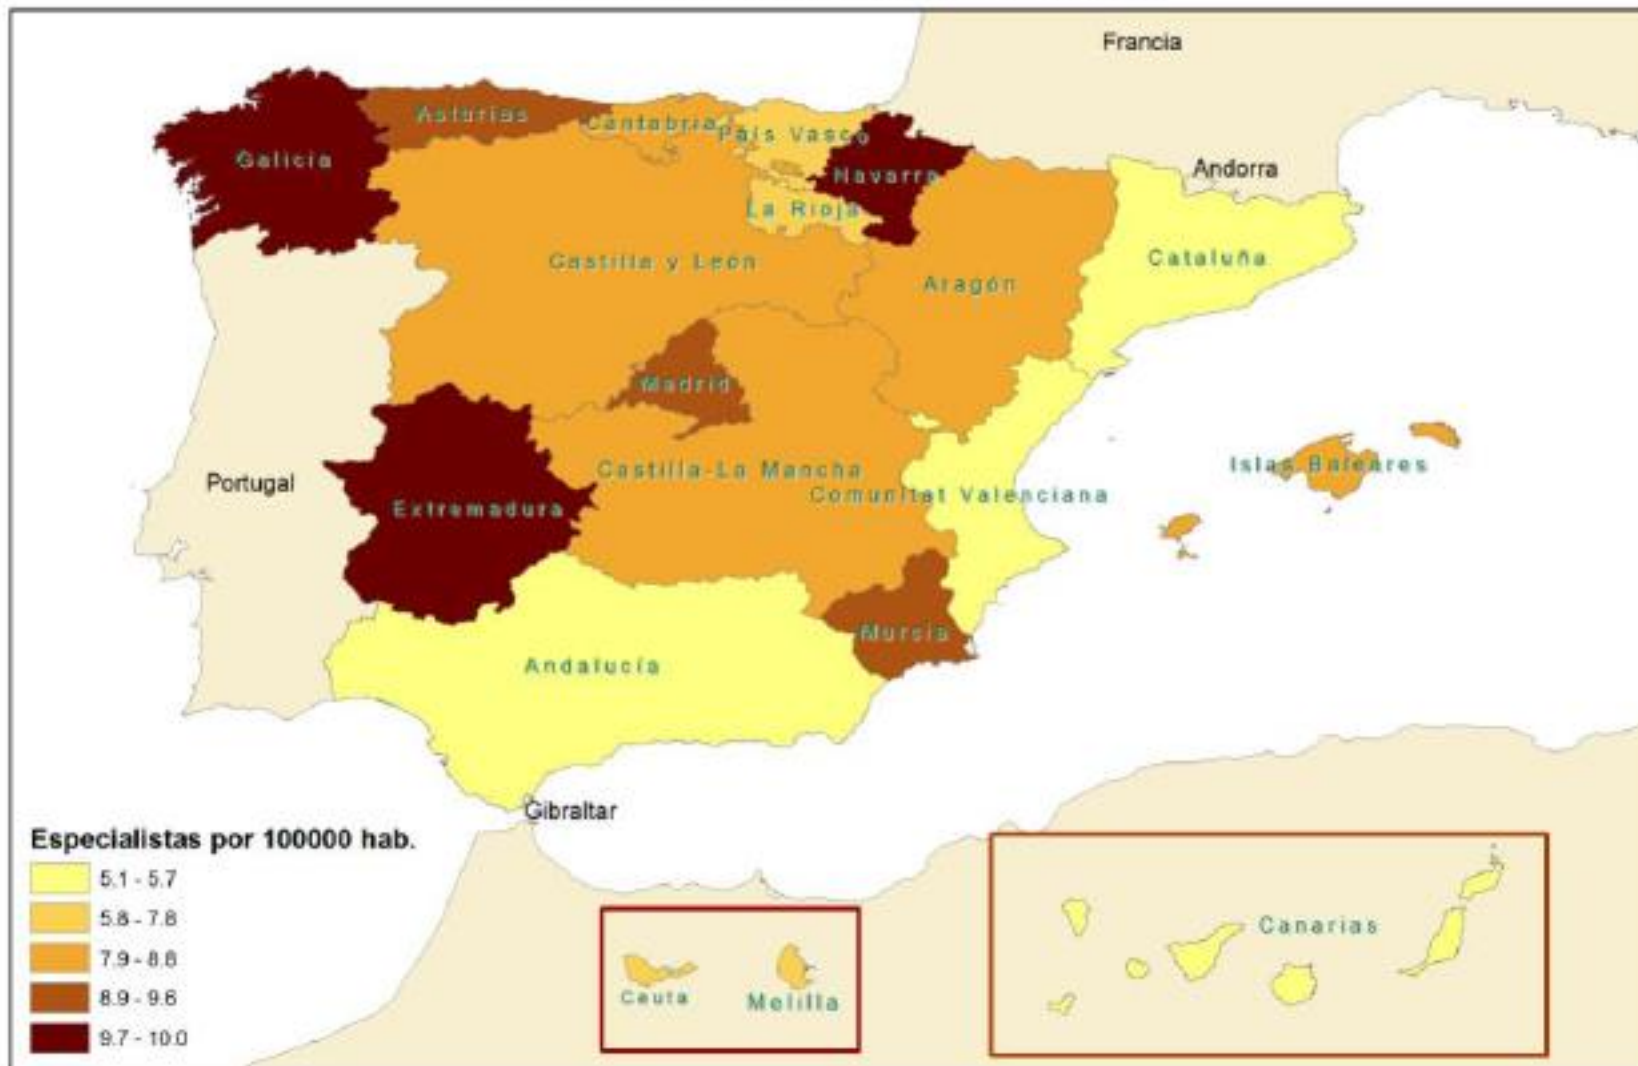 Francia
Asturias
Cantabria
País Vasco
Galicia
Navarra
Andorra
La Rioja
Castilla y León
Cataluña
Aragón
Madrid
Portugal
Castilla-La Mancha
Islas Baleares
Comunitat Valenciana
Extremadura
Murcia
Andalucía
Gibraltar
Especialistas por 100000 hab.
5.1 - 5.7
5.8 - 7.8
7.9 - 8.8
8.9 - 9.6
9.7 - 10.0
Canarias
Ceuta
Melilla